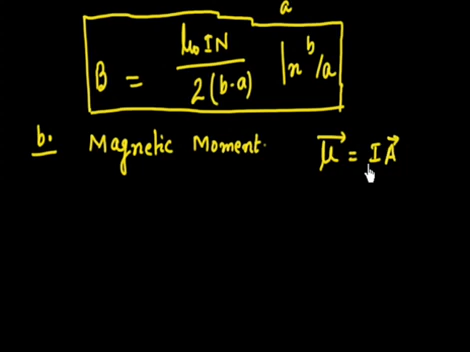 a
B = μ₀IN / 2(b-a) ln b/a
b. Magnetic Moment. μ⃗ = IA⃗